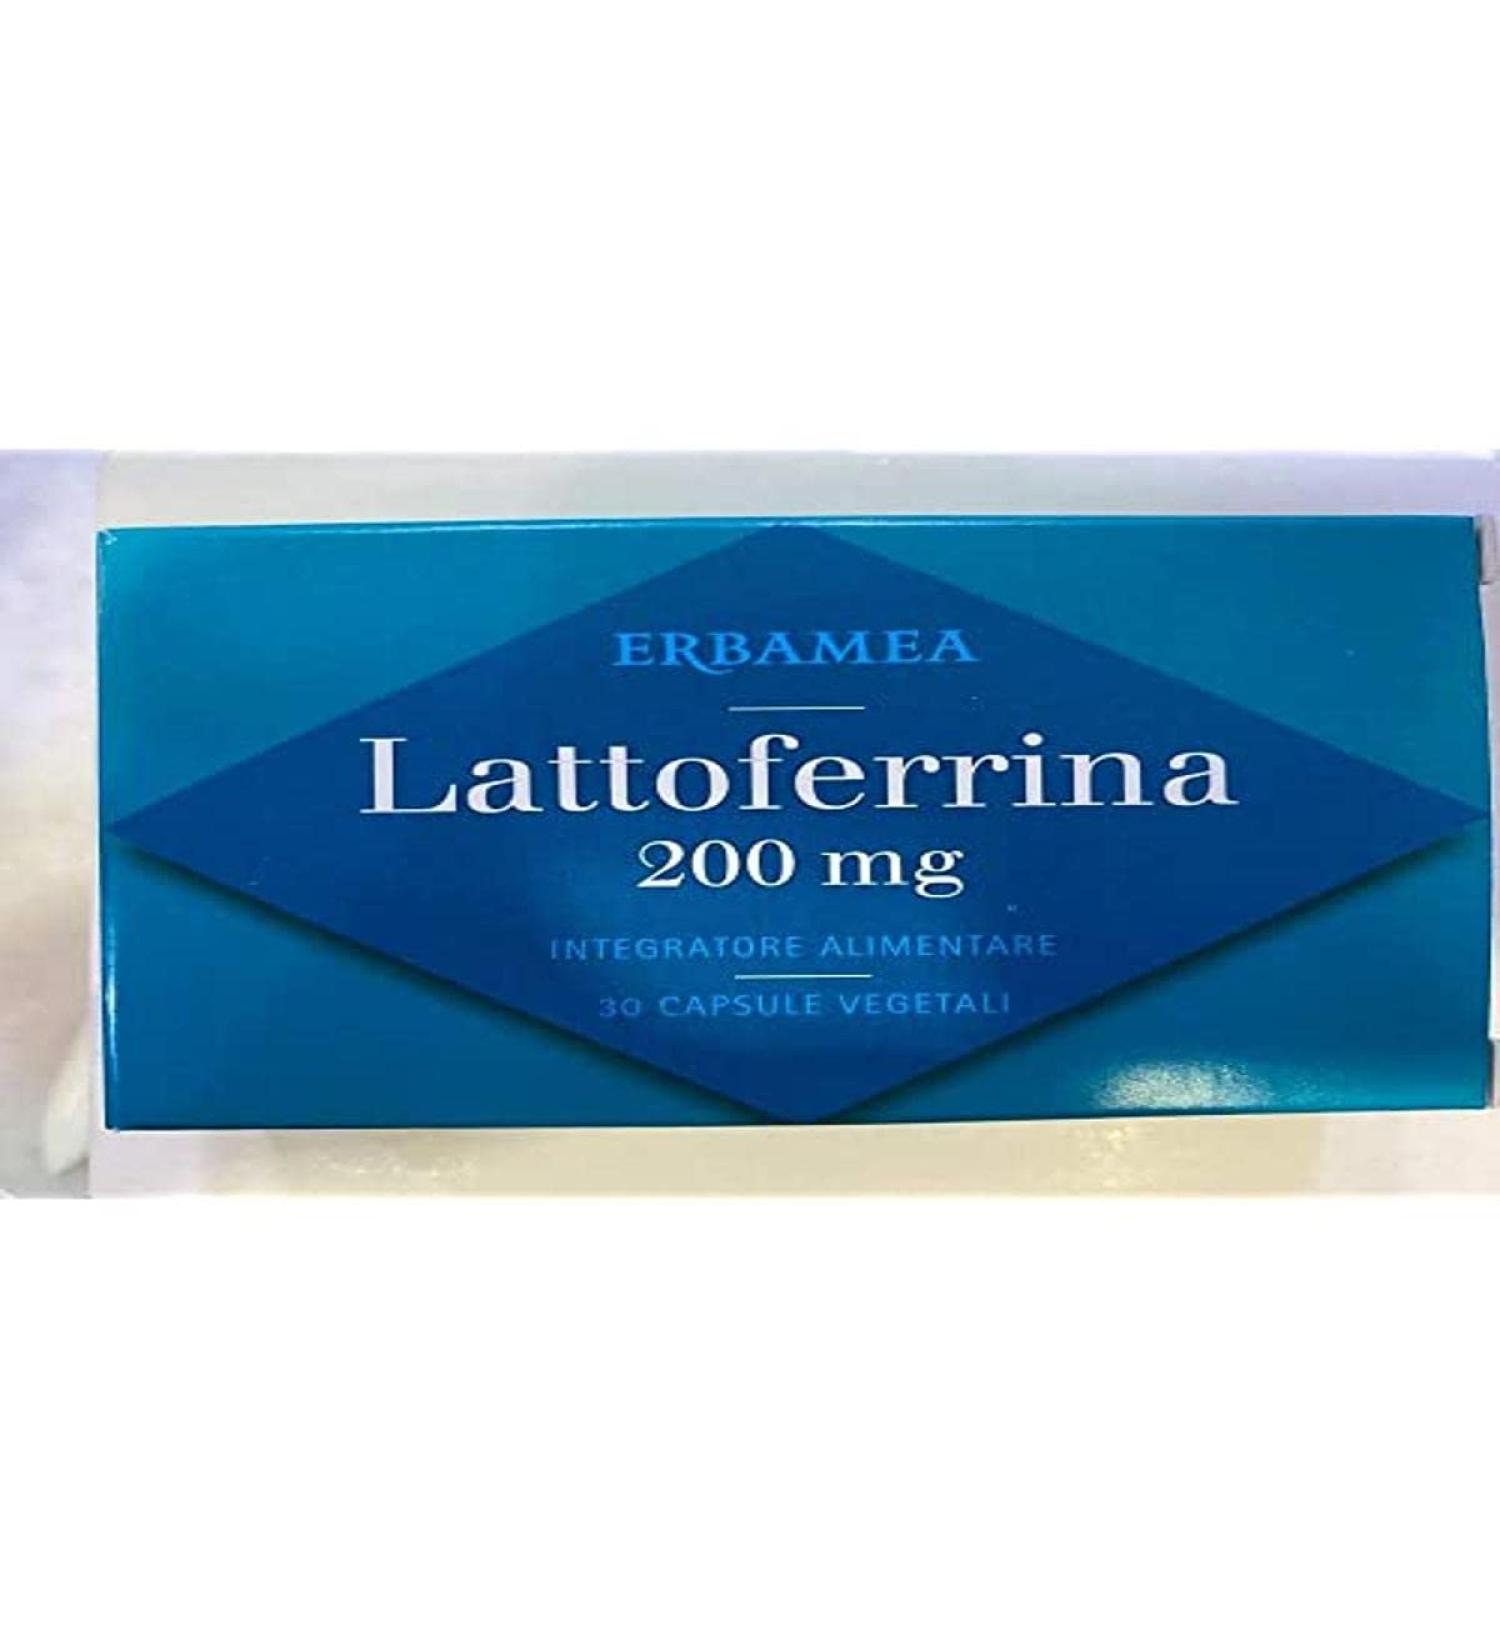 ERBAMEA
Lattoferrina
200 mg
INTEGRATORE ALIMENTARE
30 CAPSULE VEGETALI